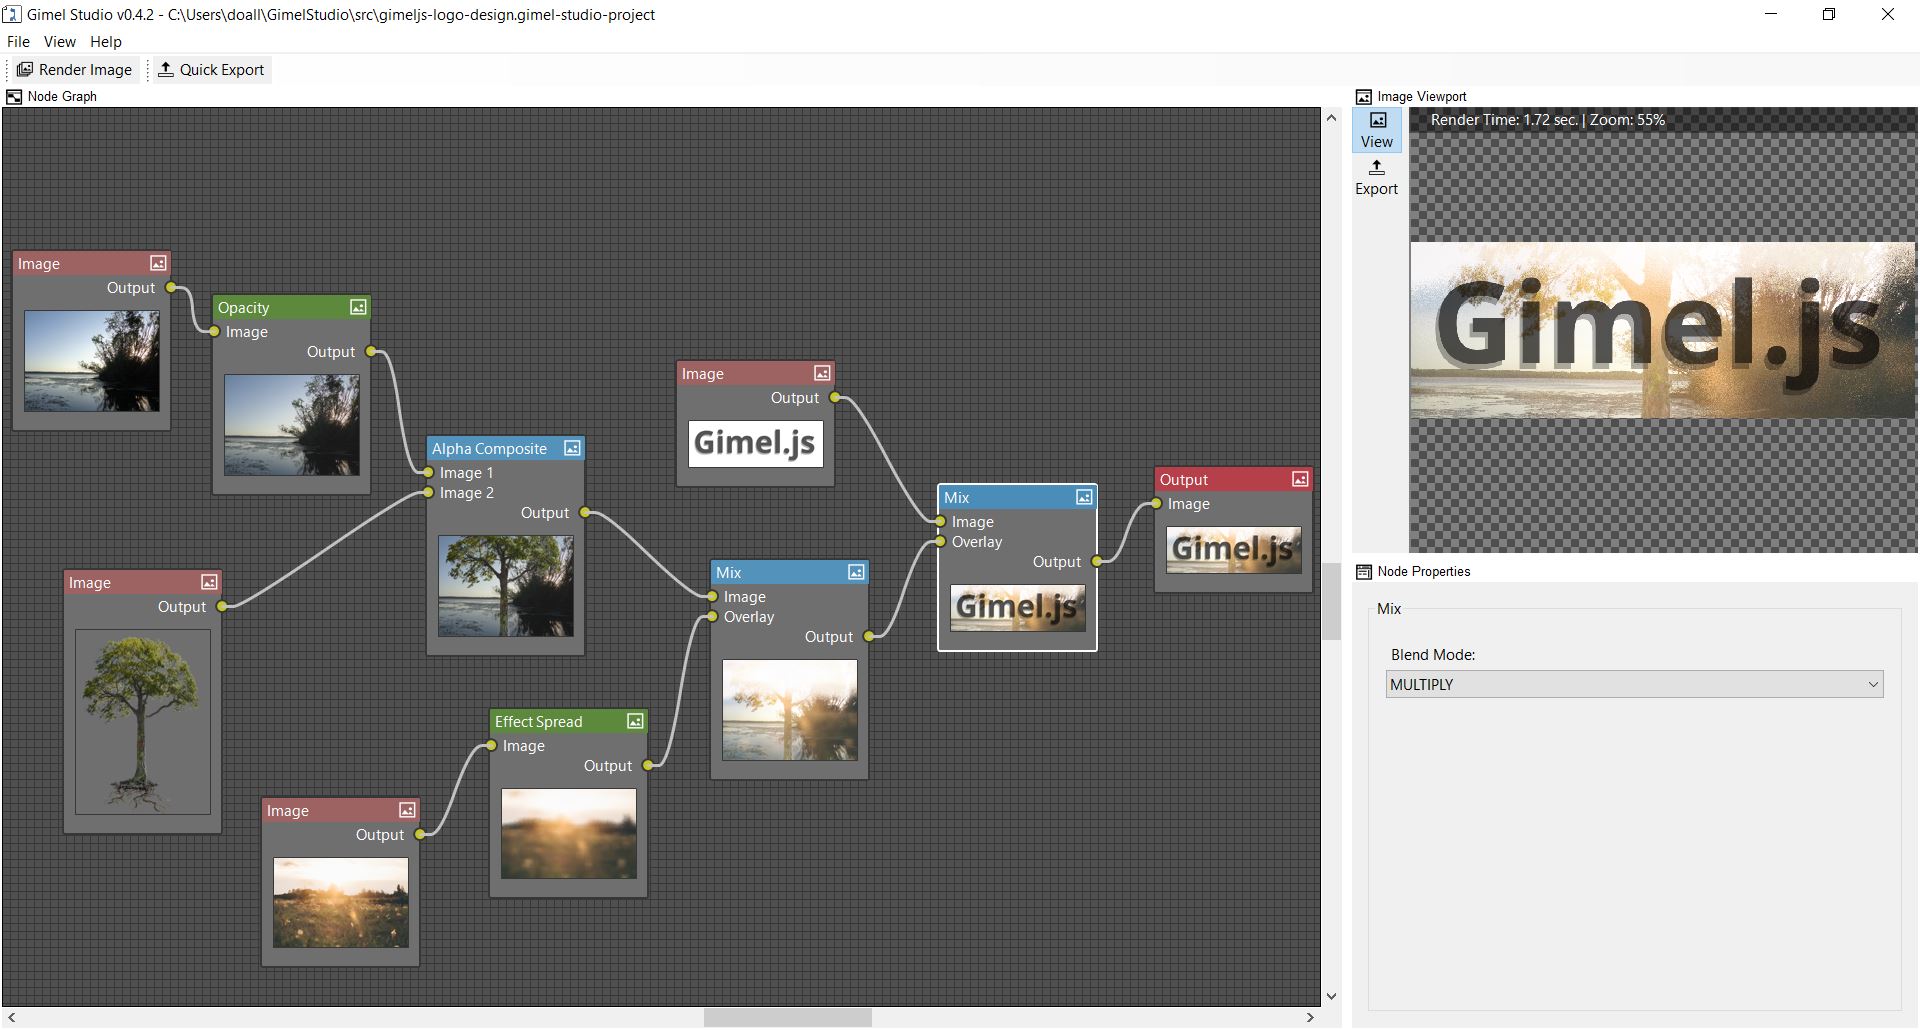 Gimel Studio v0.4.2 - C:\Users\doall\GimelStudio\src\gimeljs-logo-design.gimel-studio-project
File View Help
Render Image Quick Export
Node Graph
Image
Output
Opacity
Image
Output
Alpha Composite
Image 1
Image 2
Output
Image
Output
Image
Output
Effect Spread
Image
Output
Image
Output
Gimel.js
Mix
Image
Overlay
Output
Mix
Image
Overlay
Output
Gimel.js
Output
Image
Gimel.js
Image Viewport
View
Export
Render Time: 1.72 sec. | Zoom: 55%
Gimel.js
Node Properties
Mix
Blend Mode:
MULTIPLY